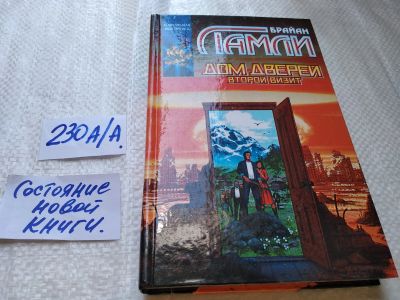 БРАЙАН
ЛАМЛИ
ДОМ ДВЕРЕЙ
ВТОРОЙ ВИЗИТ
230А/А.
Состояние
новой
книги.